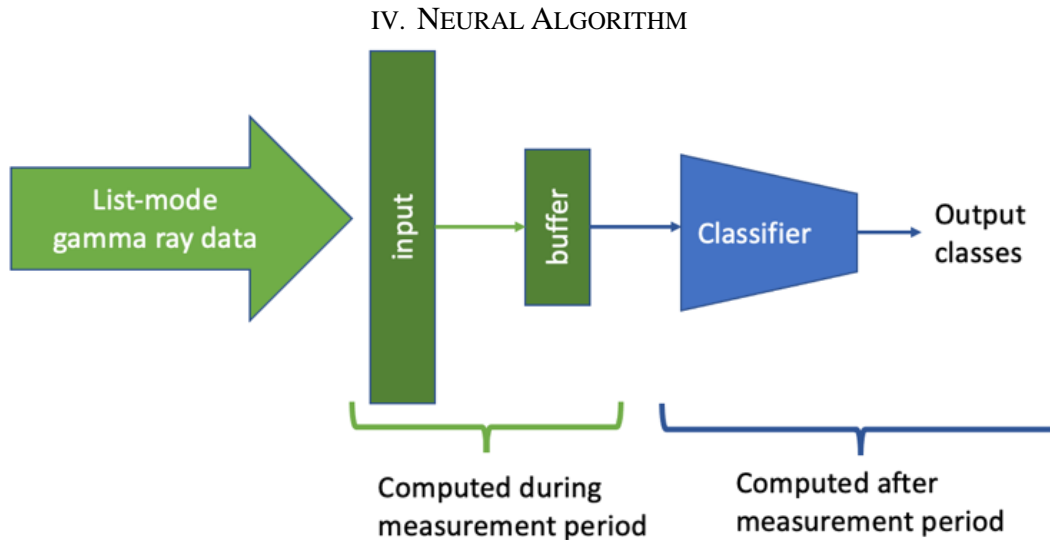 IV. NEURAL ALGORITHM
List-mode
gamma ray data
input
buffer
Classifier
Output
classes
Computed during
measurement period
Computed after
measurement period